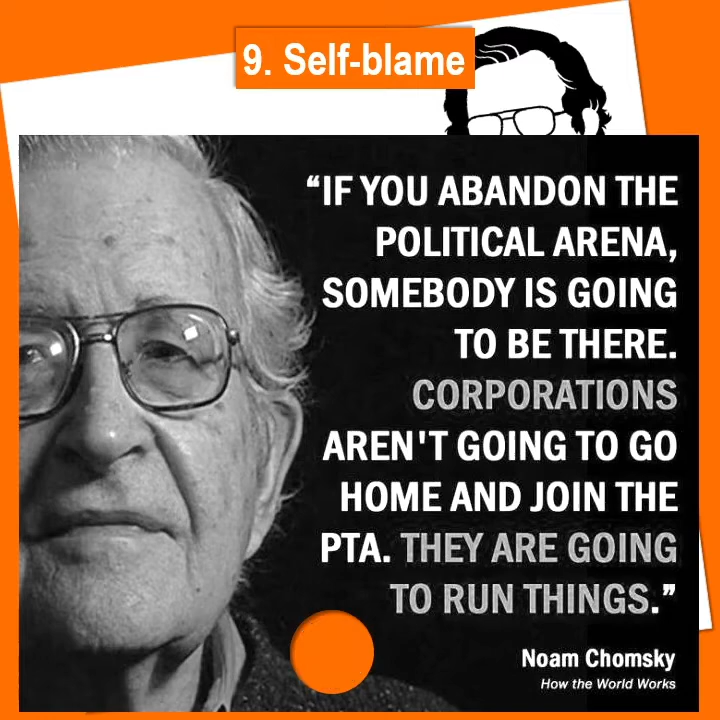 9. Self-blame
“IF YOU ABANDON THE
POLITICAL ARENA,
SOMEBODY IS GOING
TO BE THERE.
CORPORATIONS
AREN'T GOING TO GO
HOME AND JOIN THE
PTA. THEY ARE GOING
TO RUN THINGS.”
Noam Chomsky
How the World Works